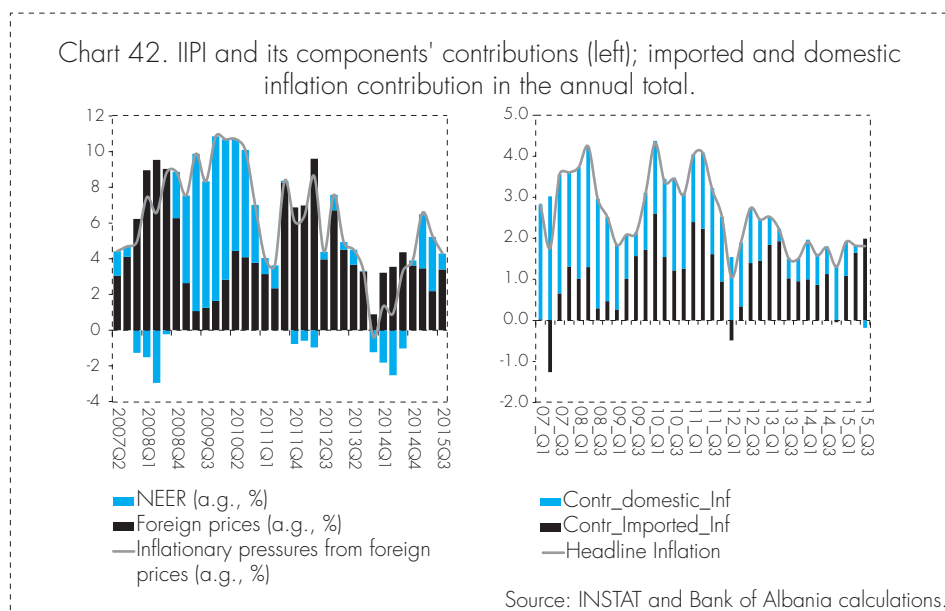 Chart 42. IIPI and its components' contributions (left); imported and domestic
inflation contribution in the annual total.
12
10
8
6
4
2
0
-2
-4
2007Q2
2008Q1
2008Q4
2009Q3
2010Q2
2011Q1
2011Q4
2012Q3
2013Q2
2014Q1
2014Q4
2015Q3
NEER (a.g., %)
Foreign prices (a.g., %)
Inflationary pressures from foreign
prices (a.g., %)
5.0
4.0
3.0
2.0
1.0
0.0
-1.0
-2.0
07_Q1
07_Q3
08_Q1
08_Q3
09_Q1
09_Q3
10_Q1
10_Q3
11_Q1
11_Q3
12_Q1
12_Q3
13_Q1
13_Q3
14_Q1
14_Q3
15_Q1
15_Q3
Contr_domestic_Inf
Contr_Imported_Inf
Headline Inflation
Source: INSTAT and Bank of Albania calculations.